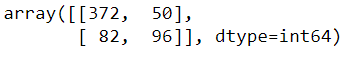 array([[372,  50],
       [ 82,  96]], dtype=int64)